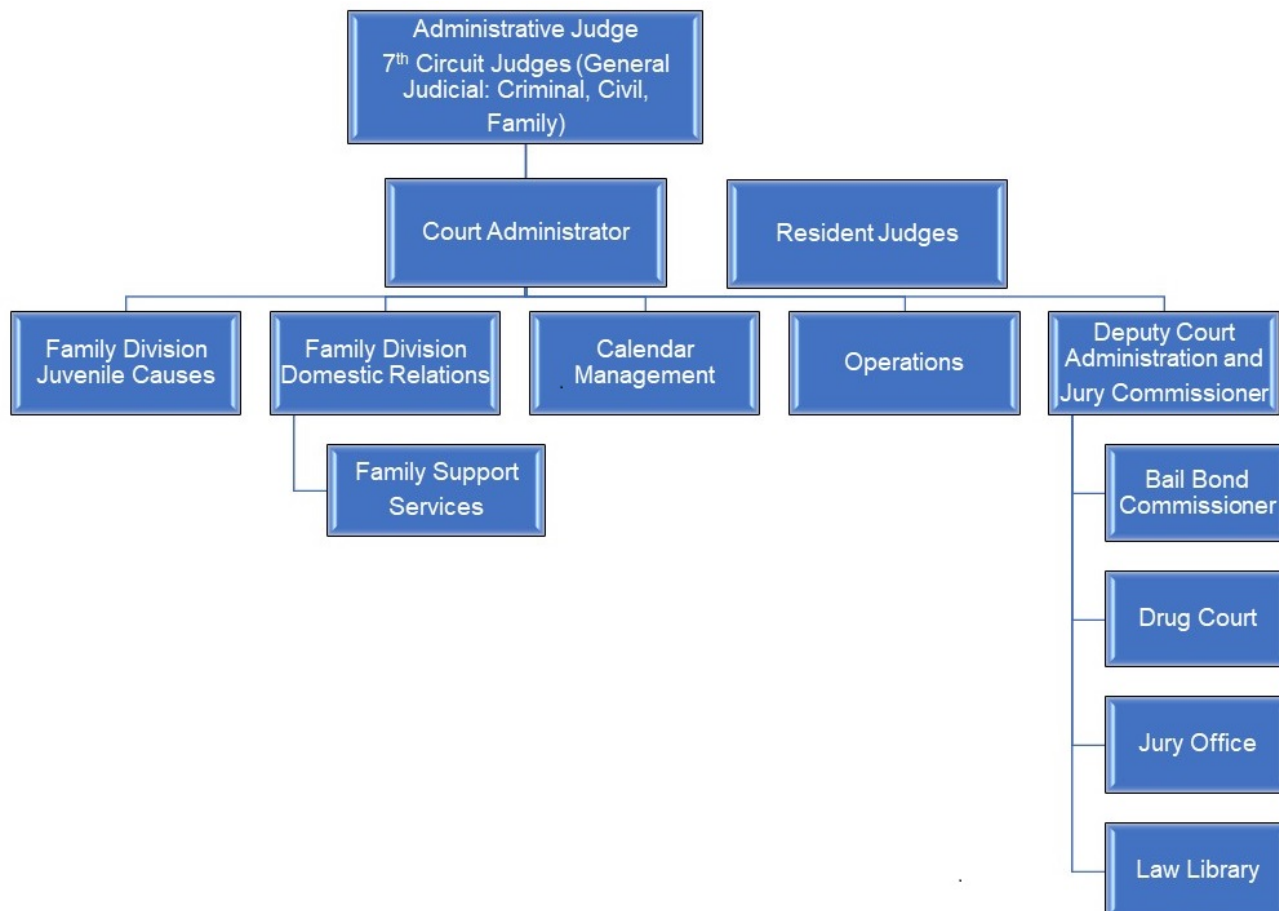 Administrative Judge
7th Circuit Judges (General
Judicial: Criminal, Civil,
Family)
Court Administrator
Resident Judges
Family Division
Juvenile Causes
Family Division
Domestic Relations
Calendar
Management
Operations
Deputy Court
Administration and
Jury Commissioner
Family Support
Services
Bail Bond
Commissioner
Drug Court
Jury Office
Law Library